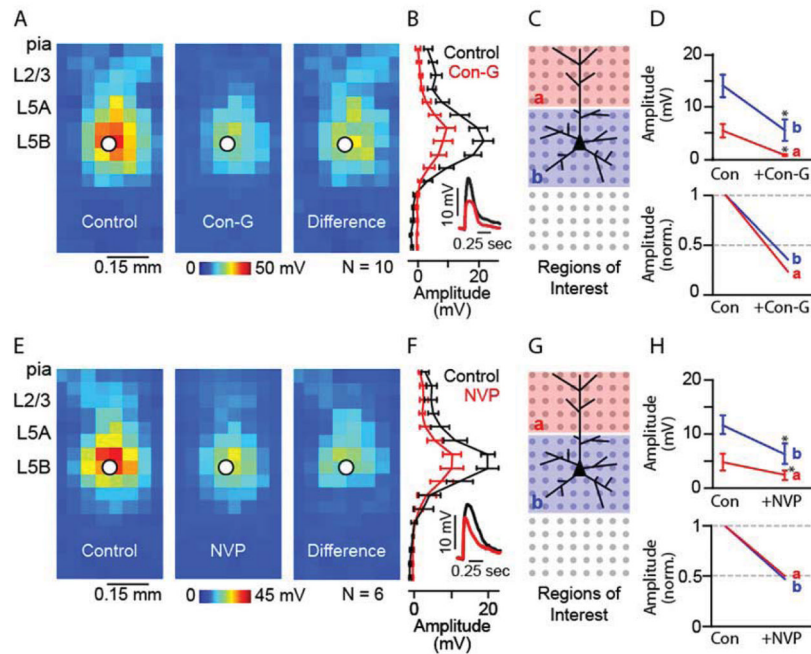 A
pia
L2/3
L5A
L5B
Control
Con-G
Difference
0.15 mm
0 50 mV
N = 10
B
Control
Con-G
10 mV
0.25 sec
0 20
Amplitude
(mV)
C
a
b
Regions of
Interest
D
Amplitude
(mV)
20
10
0
*
b
*
a
Con +Con-G
Amplitude
(norm.)
1
0.5
0
b
a
Con +Con-G
E
pia
L2/3
L5A
L5B
Control
NVP
Difference
0.15 mm
0 45 mV
N = 6
F
Control
NVP
10 mV
0.25 sec
0 20
Amplitude
(mV)
G
a
b
Regions of
Interest
H
Amplitude
(mV)
20
10
0
*
b
*
a
Con +NVP
Amplitude
(norm.)
1
0.5
0
a
b
Con +NVP